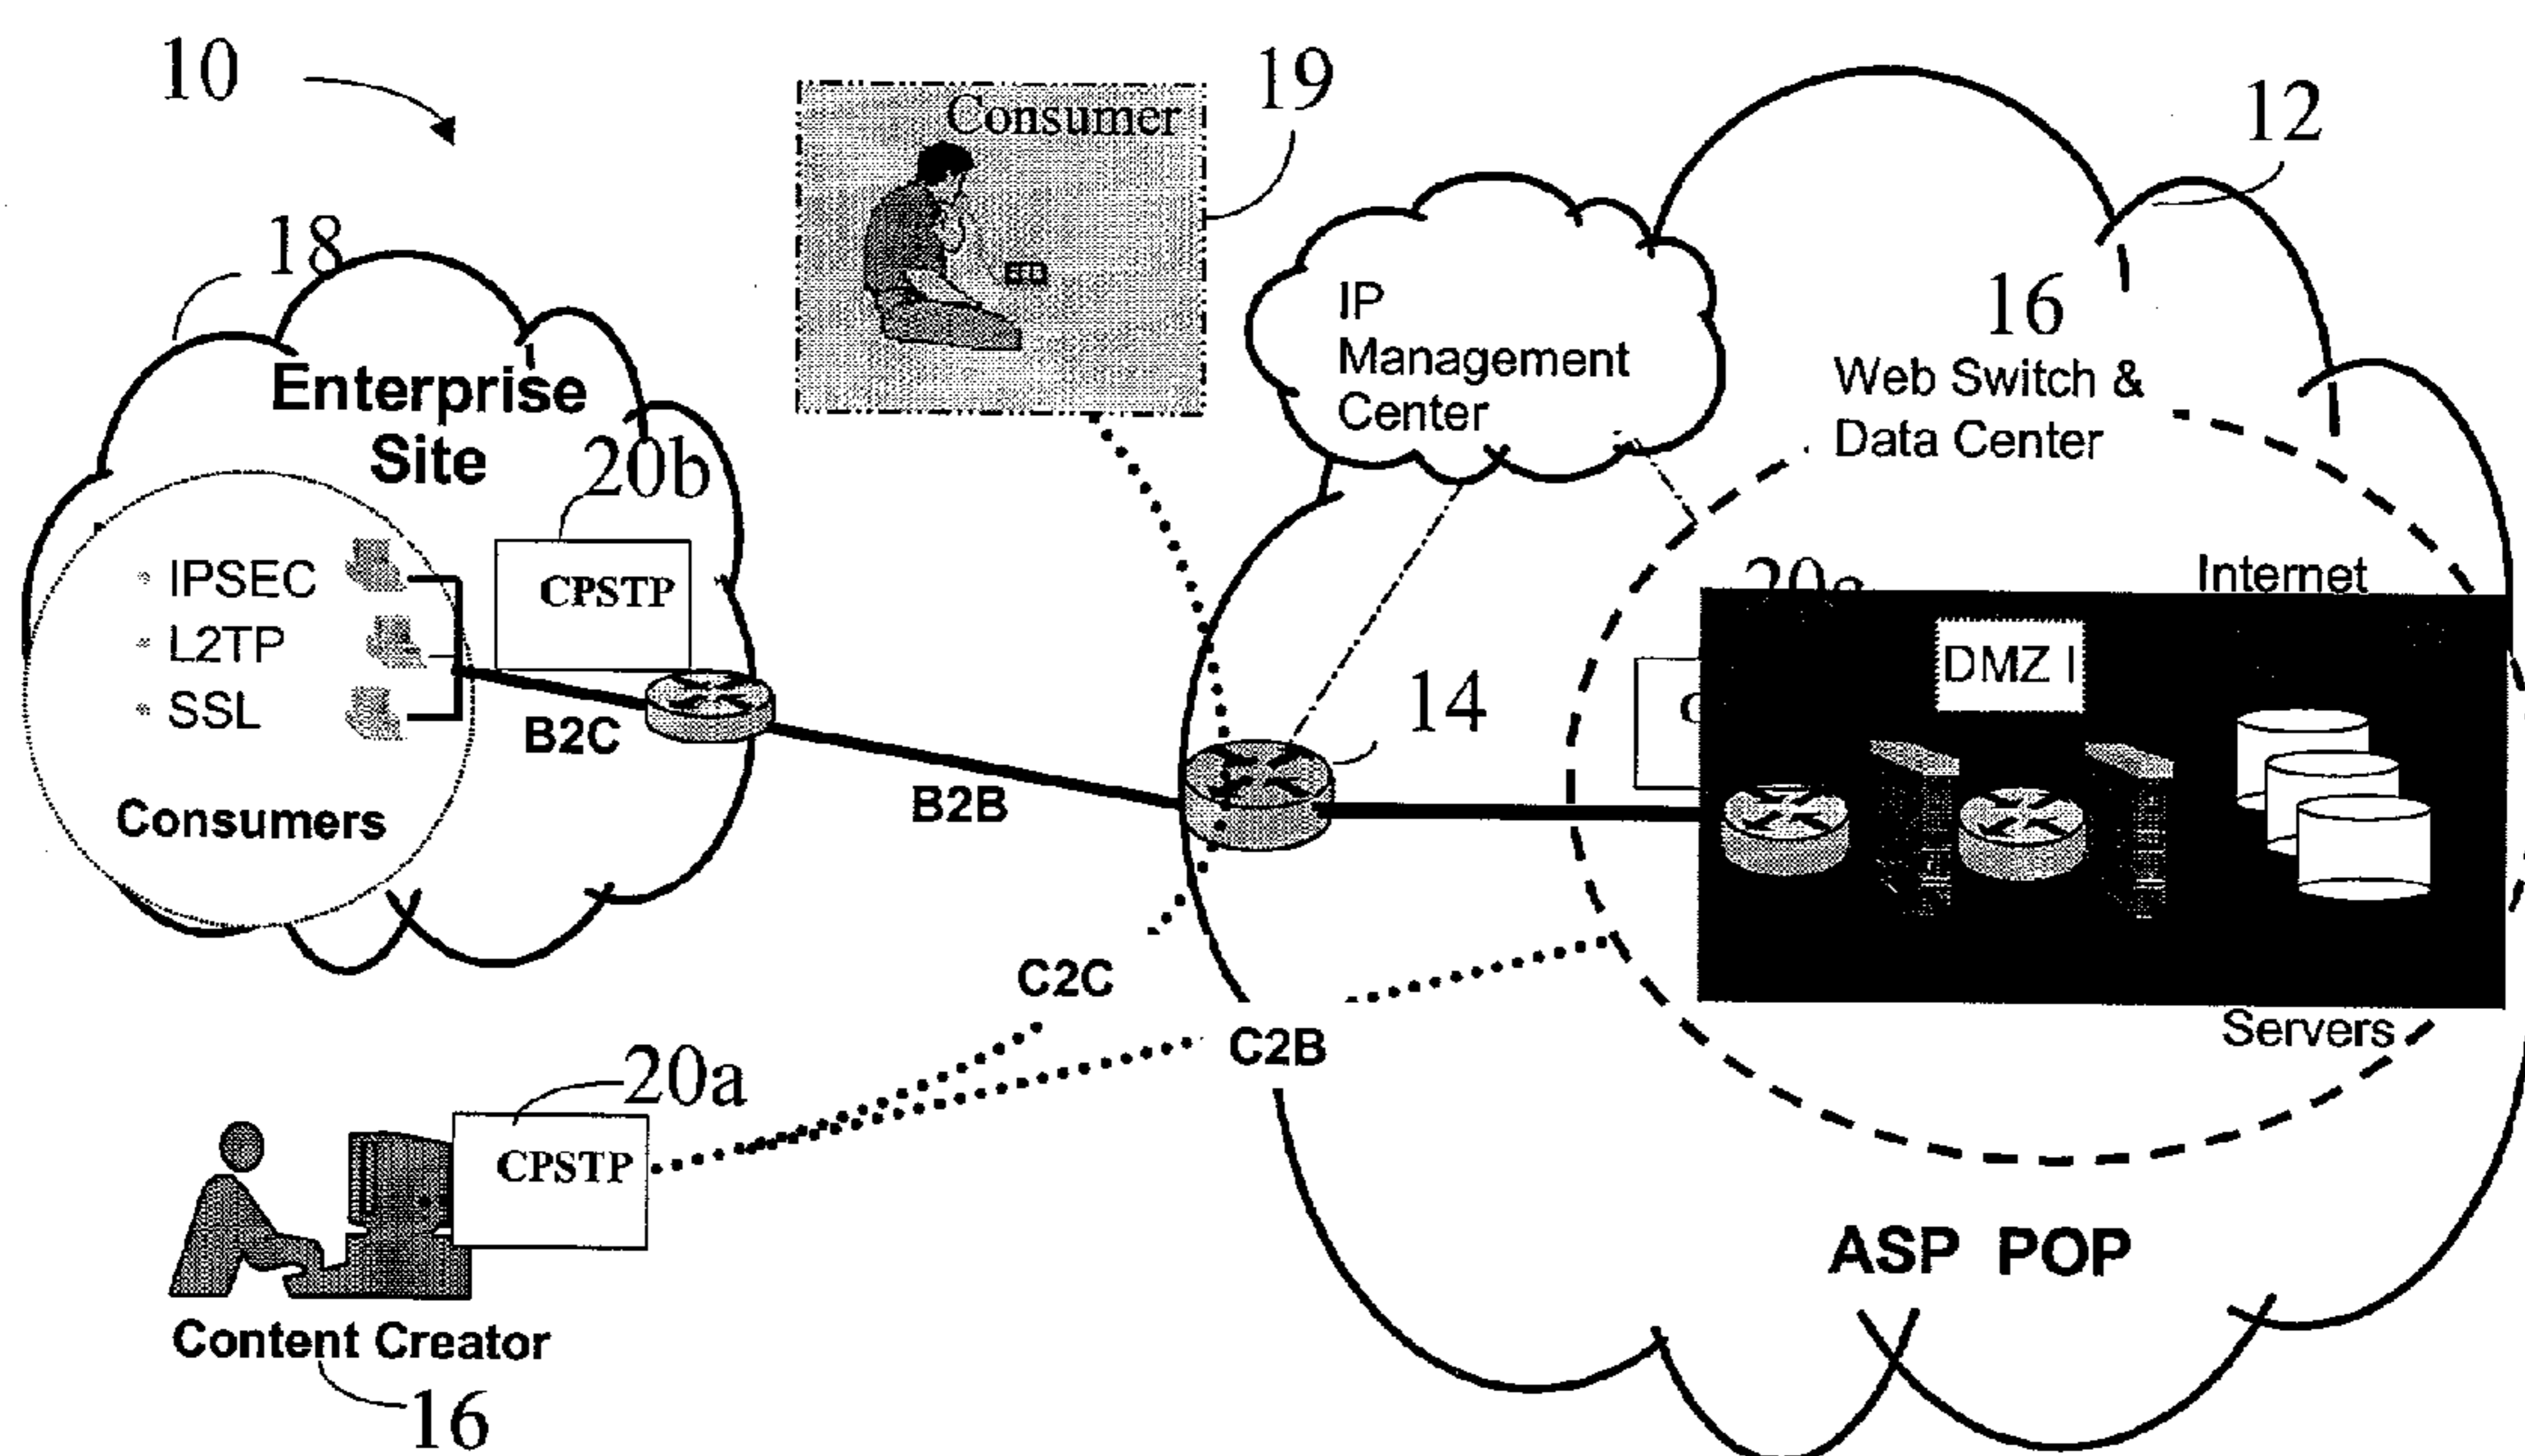 10
Consumer
19
12
18
IP
Management
Center
16
Web Switch &
Data Center
Enterprise
Site
20b
CPSTP
IPSEC
L2TP
SSL
Consumers
B2C
B2B
14
Internet
DMZ I
Servers
C2C
C2B
20a
CPSTP
Content Creator
16
ASP POP